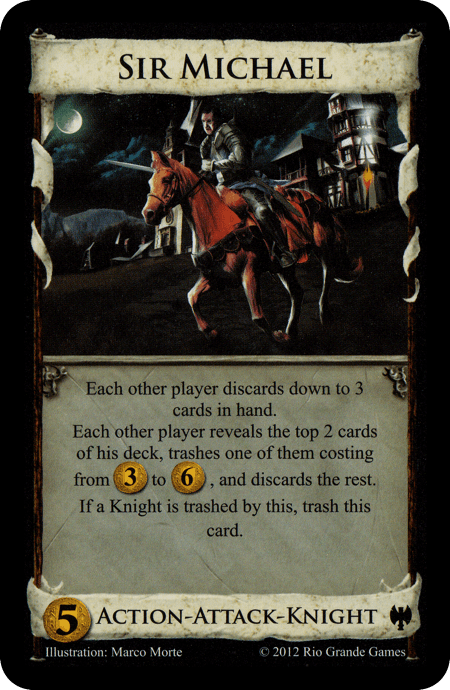 SIR MICHAEL
Each other player discards down to 3
cards in hand.
Each other player reveals the top 2 cards
of his deck, trashes one of them costing
from 3 to 6 , and discards the rest.
If a Knight is trashed by this, trash this
card.
5 ACTION-ATTACK-KNIGHT
Illustration: Marco Morte © 2012 Rio Grande Games